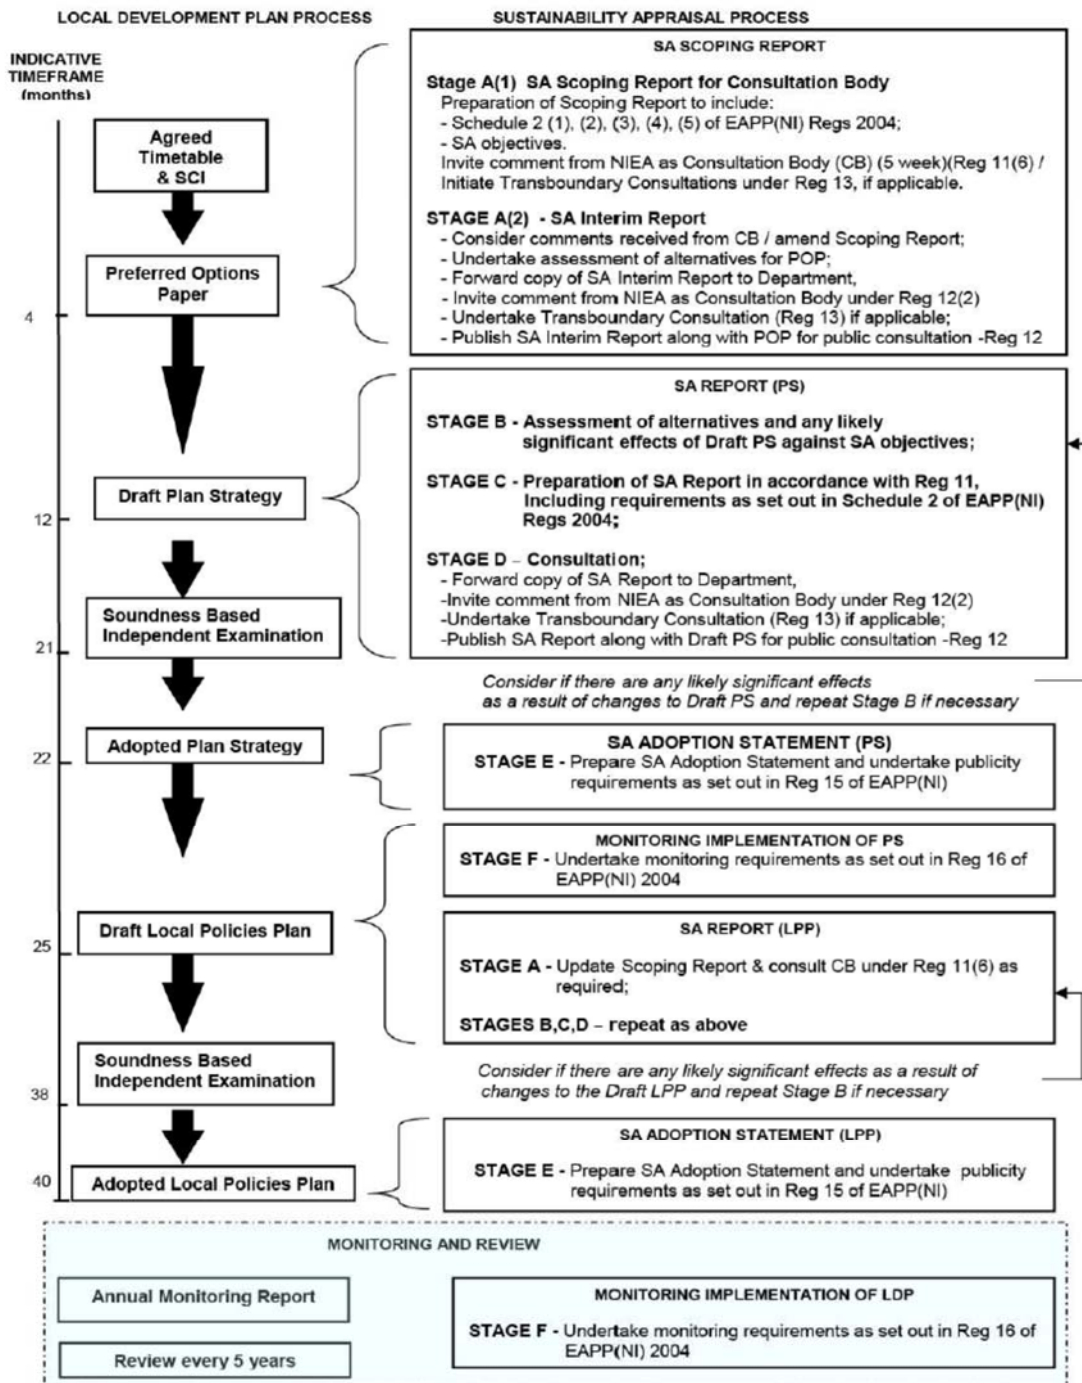 LOCAL DEVELOPMENT PLAN PROCESS
SUSTAINABILITY APPRAISAL PROCESS
INDICATIVE
TIMEFRAME
(months)
Agreed
Timetable
& SCI
Preferred Options
Paper
4
Draft Plan Strategy
12
Soundness Based
Independent Examination
21
Adopted Plan Strategy
22
Draft Local Policies Plan
25
Soundness Based
Independent Examination
38
Adopted Local Policies Plan
40
SA SCOPING REPORT
Stage A(1) SA Scoping Report for Consultation Body
Preparation of Scoping Report to include:
- Schedule 2 (1), (2), (3), (4), (5) of EAPP(NI) Regs 2004;
- SA objectives.
Invite comment from NIEA as Consultation Body (CB) (5 week)(Reg 11(6) /
Initiate Transboundary Consultations under Reg 13, if applicable.
STAGE A(2) - SA Interim Report
- Consider comments received from CB / amend Scoping Report;
- Undertake assessment of alternatives for POP;
- Forward copy of SA Interim Report to Department,
- Invite comment from NIEA as Consultation Body under Reg 12(2)
- Undertake Transboundary Consultation (Reg 13) if applicable;
- Publish SA Interim Report along with POP for public consultation -Reg 12
SA REPORT (PS)
STAGE B - Assessment of alternatives and any likely
significant effects of Draft PS against SA objectives;
STAGE C - Preparation of SA Report in accordance with Reg 11,
Including requirements as set out in Schedule 2 of EAPP(NI)
Regs 2004;
STAGE D – Consultation;
- Forward copy of SA Report to Department,
-Invite comment from NIEA as Consultation Body under Reg 12(2)
-Undertake Transboundary Consultation (Reg 13) if applicable;
-Publish SA Report along with Draft PS for public consultation -Reg 12
Consider if there are any likely significant effects
as a result of changes to Draft PS and repeat Stage B if necessary
SA ADOPTION STATEMENT (PS)
STAGE E - Prepare SA Adoption Statement and undertake publicity
requirements as set out in Reg 15 of EAPP(NI)
MONITORING IMPLEMENTATION OF PS
STAGE F - Undertake monitoring requirements as set out in Reg 16 of
EAPP(NI) 2004
SA REPORT (LPP)
STAGE A - Update Scoping Report & consult CB under Reg 11(6) as
required;
STAGES B,C,D – repeat as above
Consider if there are any likely significant effects as a result of
changes to the Draft LPP and repeat Stage B if necessary
SA ADOPTION STATEMENT (LPP)
STAGE E - Prepare SA Adoption Statement and undertake publicity
requirements as set out in Reg 15 of EAPP(NI)
MONITORING AND REVIEW
Annual Monitoring Report
Review every 5 years
MONITORING IMPLEMENTATION OF LDP
STAGE F - Undertake monitoring requirements as set out in Reg 16 of
EAPP(NI) 2004